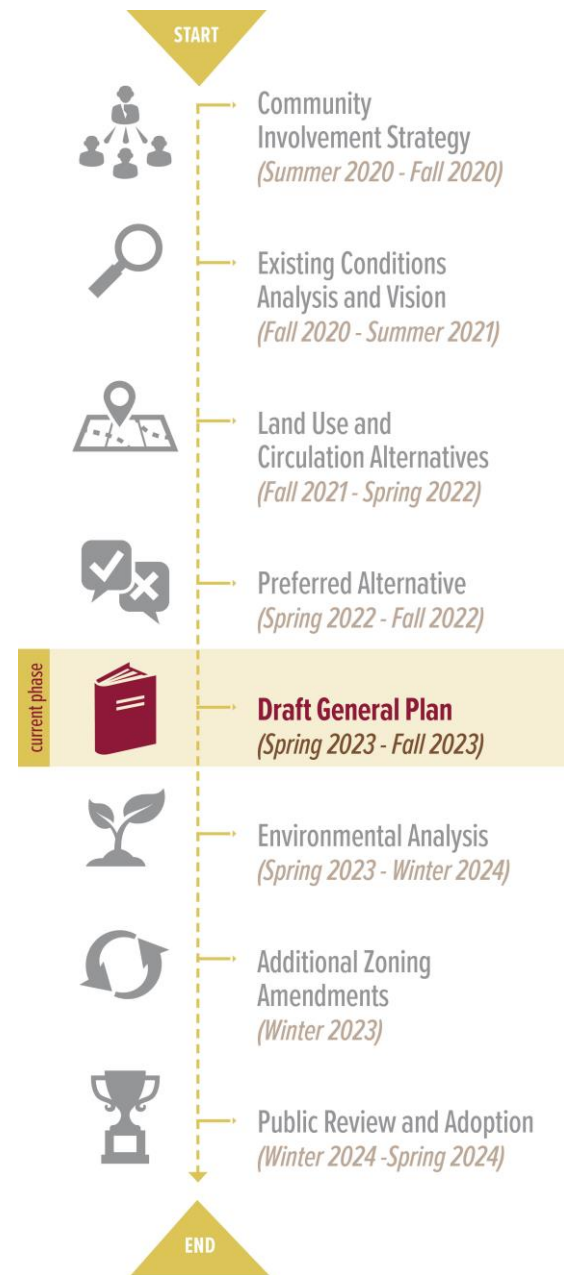 START
Community
Involvement Strategy
(Summer 2020 - Fall 2020)
Existing Conditions
Analysis and Vision
(Fall 2020 - Summer 2021)
Land Use and
Circulation Alternatives
(Fall 2021 - Spring 2022)
Preferred Alternative
(Spring 2022 - Fall 2022)
current phase
Draft General Plan
(Spring 2023 - Fall 2023)
Environmental Analysis
(Spring 2023 - Winter 2024)
Additional Zoning
Amendments
(Winter 2023)
Public Review and Adoption
(Winter 2024 -Spring 2024)
END